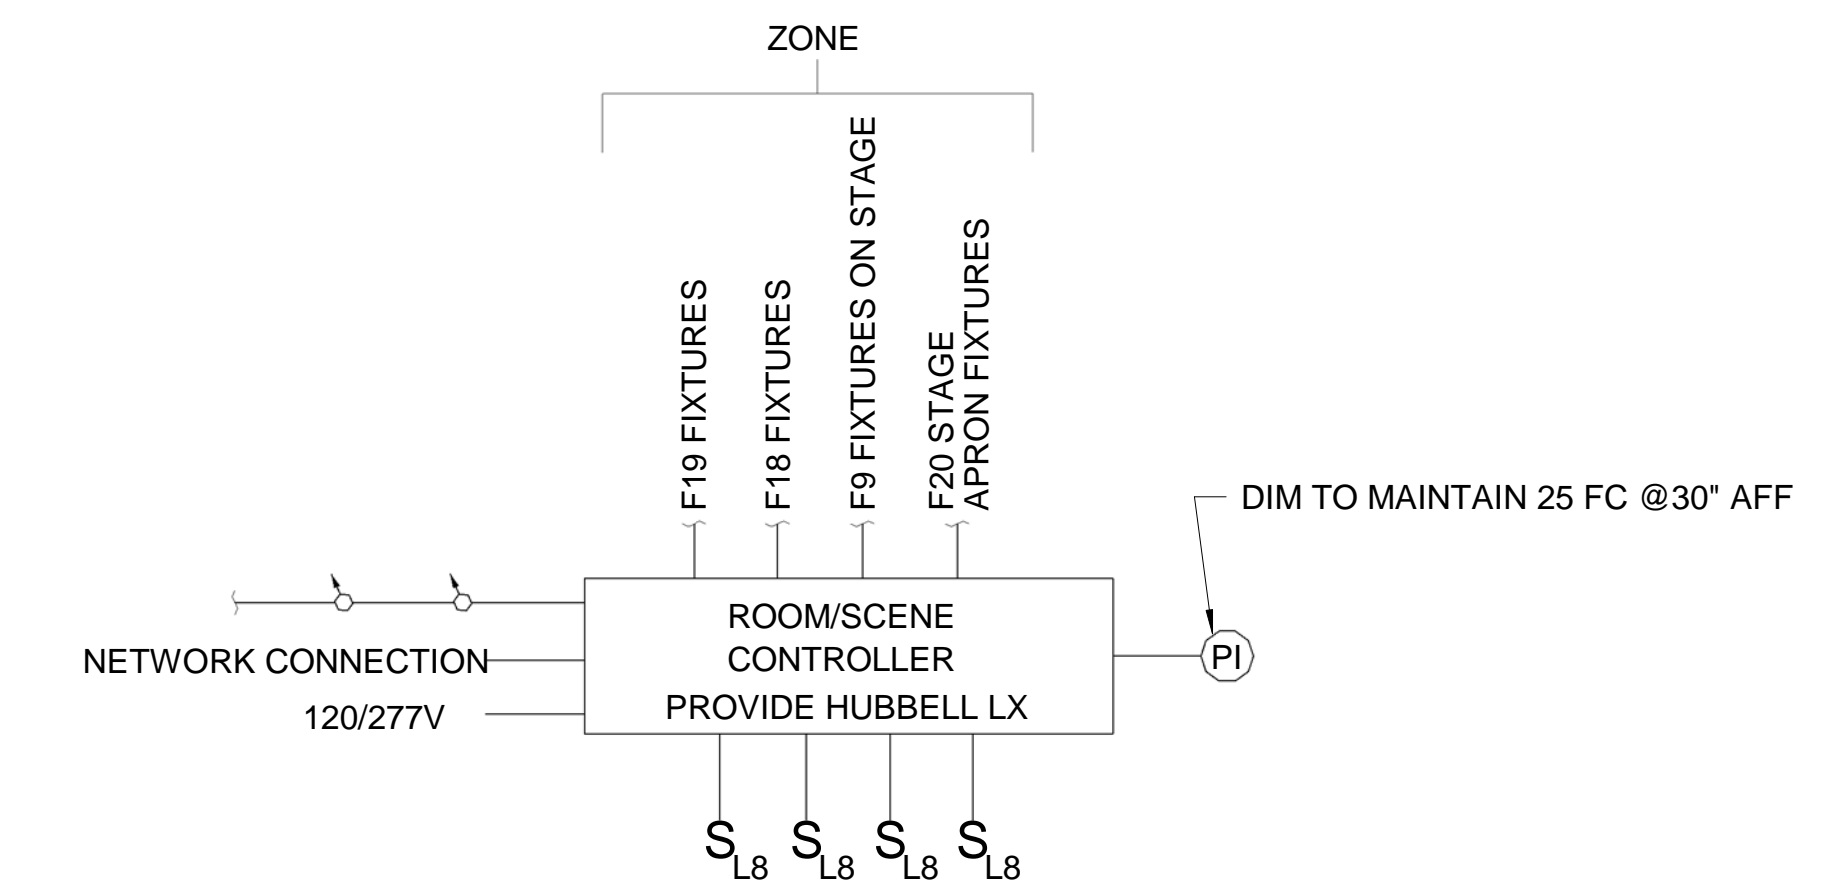 ZONE
F19 FIXTURES
F18 FIXTURES
F9 FIXTURES ON STAGE
F20 STAGE
APRON FIXTURES
DIM TO MAINTAIN 25 FC @30" AFF
ROOM/SCENE
CONTROLLER
PROVIDE HUBBELL LX
NETWORK CONNECTION
120/277V
PI
SL8 SL8 SL8 SL8